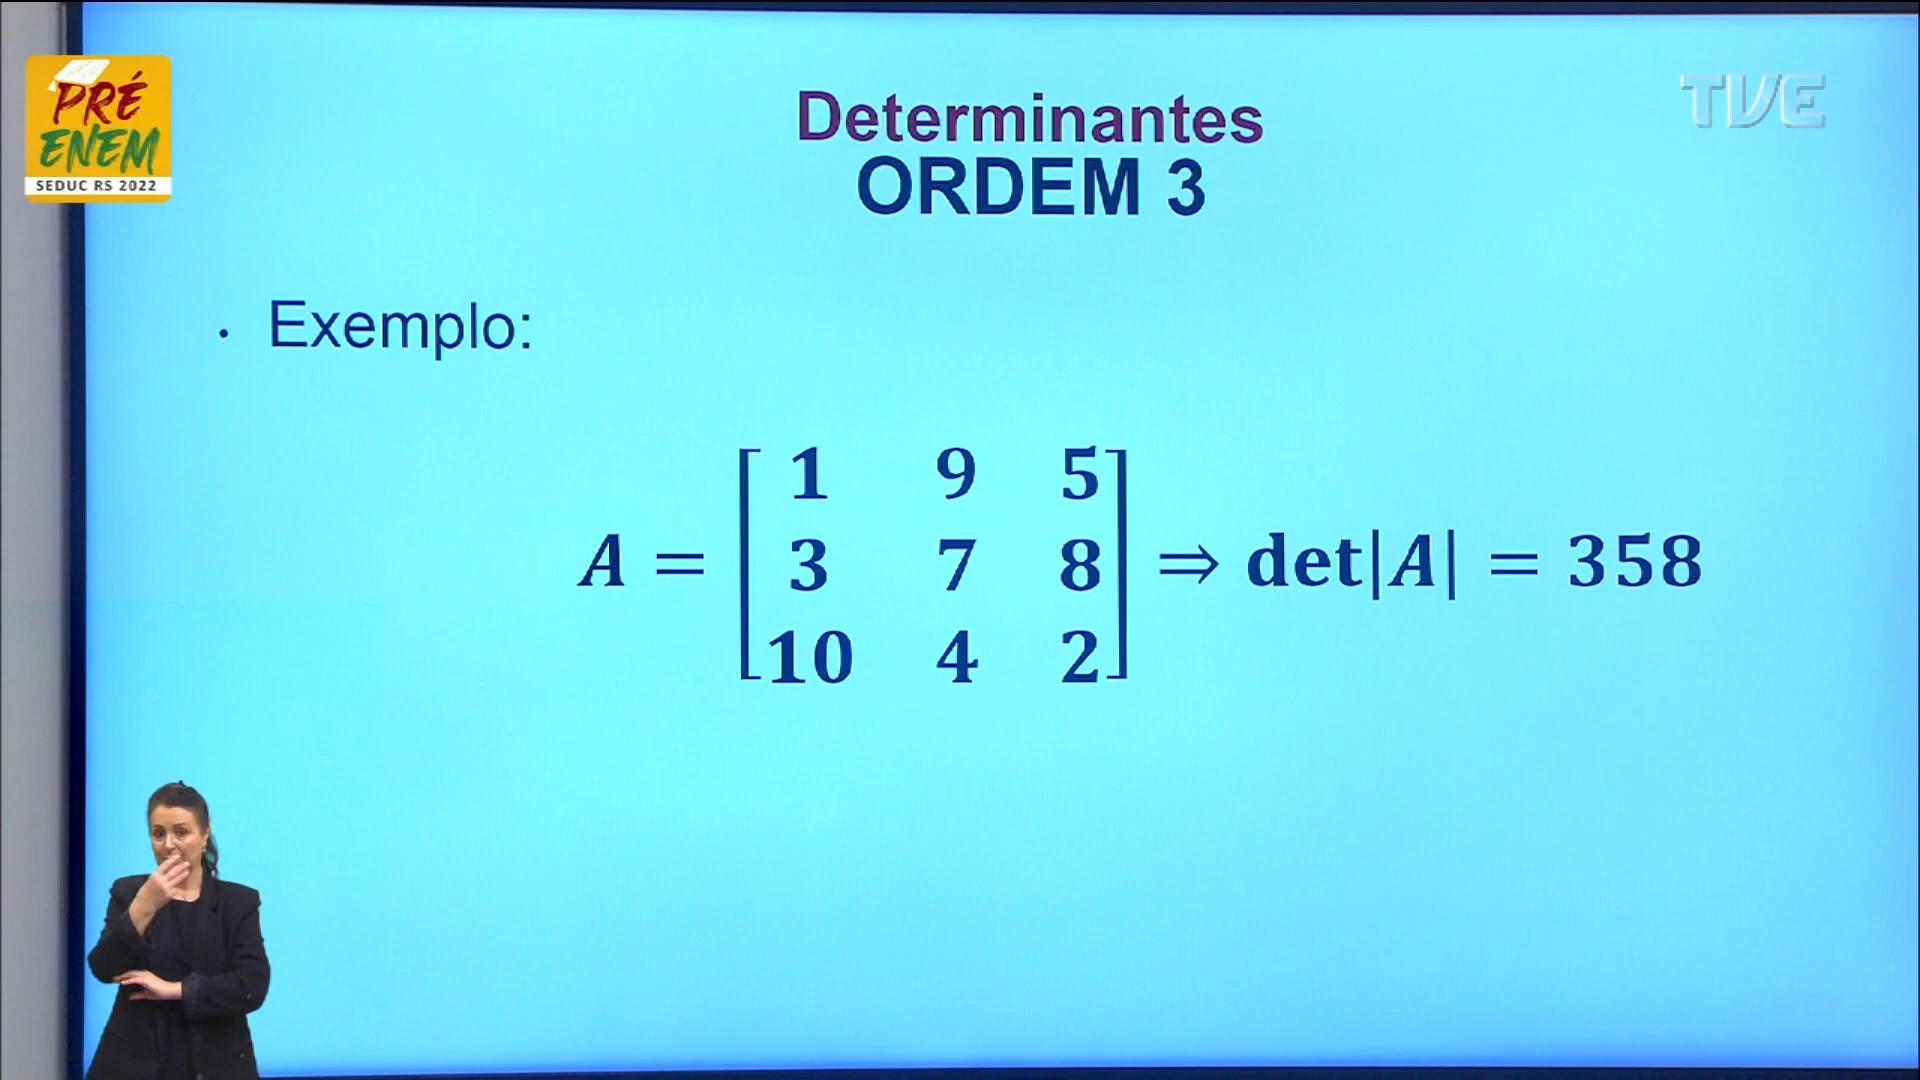 PRÉ
ENEM
SEDUC RS 2022
TVE
Determinantes
ORDEM 3
• Exemplo:
1 9 5
A = [3 7 8] ⇒ det|A| = 358
10 4 2